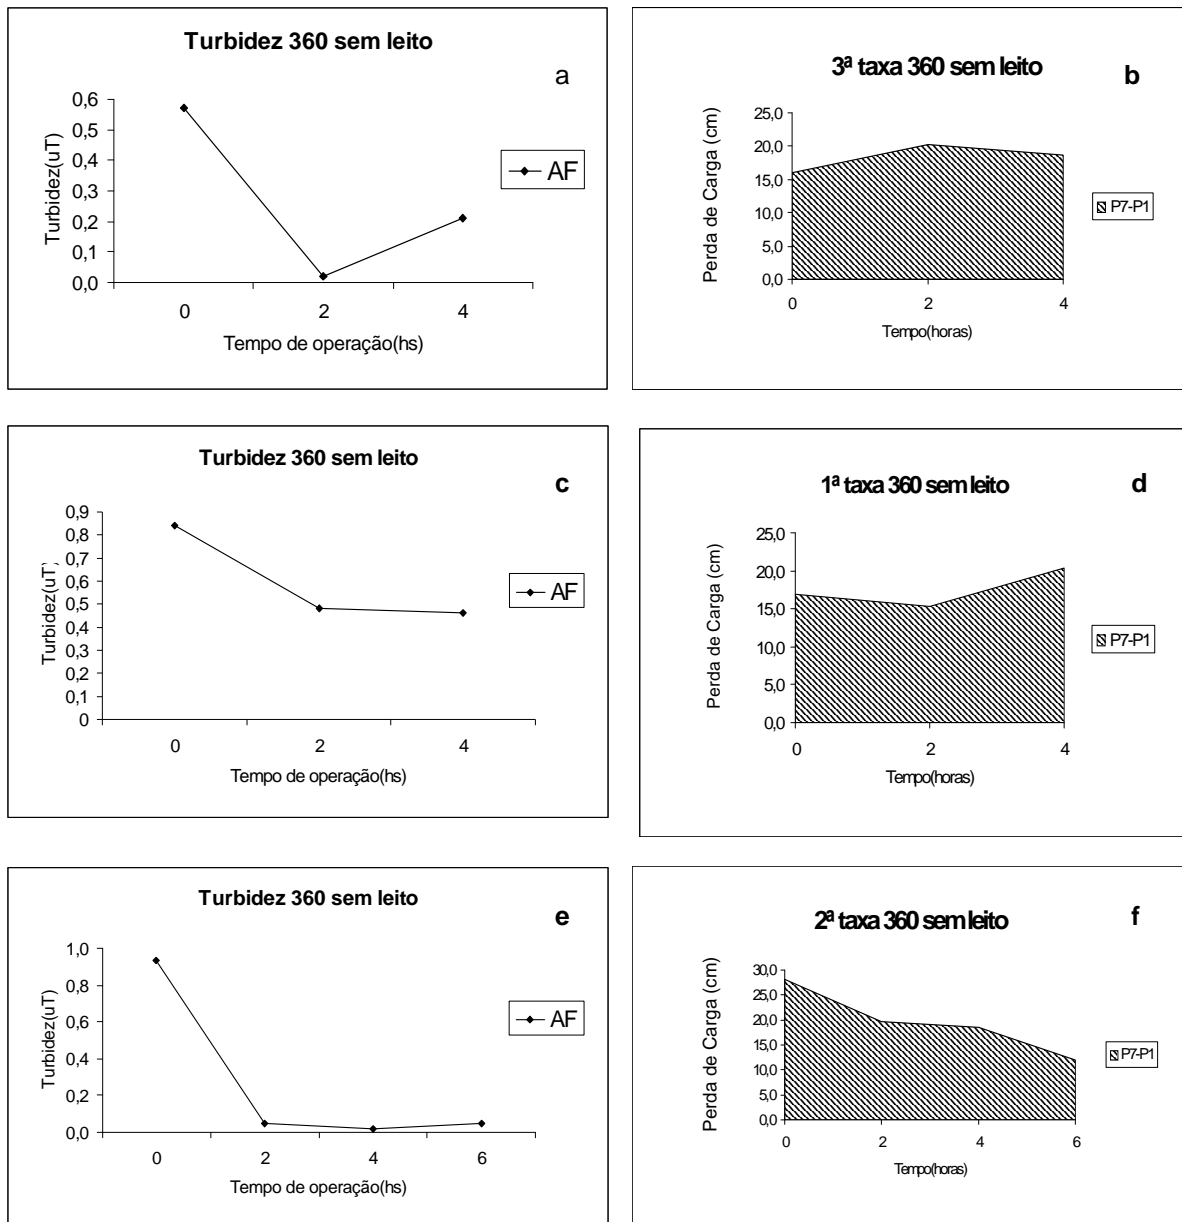 Turbidez 360 sem leito
a
Turbidez(uT)
0,6
0,5
0,4
0,3
0,2
0,1
0,0
0 2 4
Tempo de operação(hs)
AF
3ª taxa 360 sem leito
b
Perda de Carga (cm)
25,0
20,0
15,0
10,0
5,0
0,0
0 2 4
Tempo(horas)
P7-P1
Turbidez 360 sem leito
c
Turbidez(uT)
0,9
0,8
0,7
0,6
0,5
0,4
0,3
0,2
0,1
0
0 2 4
Tempo de operação(hs)
AF
1ª taxa 360 sem leito
d
Perda de Carga (cm)
25,0
20,0
15,0
10,0
5,0
0,0
0 2 4
Tempo(horas)
P7-P1
Turbidez 360 sem leito
e
Turbidez(uT)
1,0
0,8
0,6
0,4
0,2
0,0
0 2 4 6
Tempo de operação(hs)
AF
2ª taxa 360 sem leito
f
Perda de Carga (cm)
30,0
25,0
20,0
15,0
10,0
5,0
0,0
0 2 4 6
Tempo(horas)
P7-P1